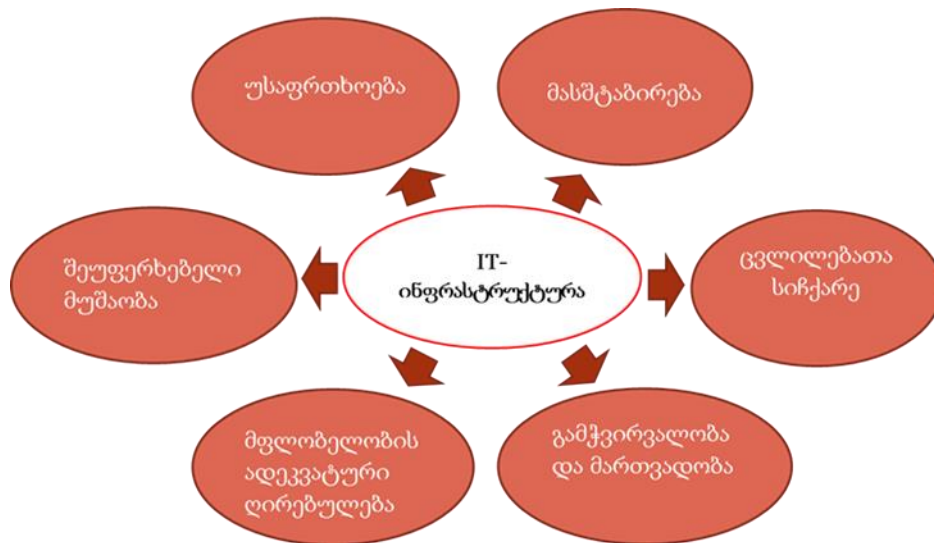 უსაფრთხოება
მასშტაბირება
შეუფერხებელი
მუშაობა
IT-
ინფრასტრუქტურა
ცვლილებათა
სიჩქარე
მფლობელობის
ადეკვატური
ღირებულება
გამჭვირვალობა
და მართვადობა